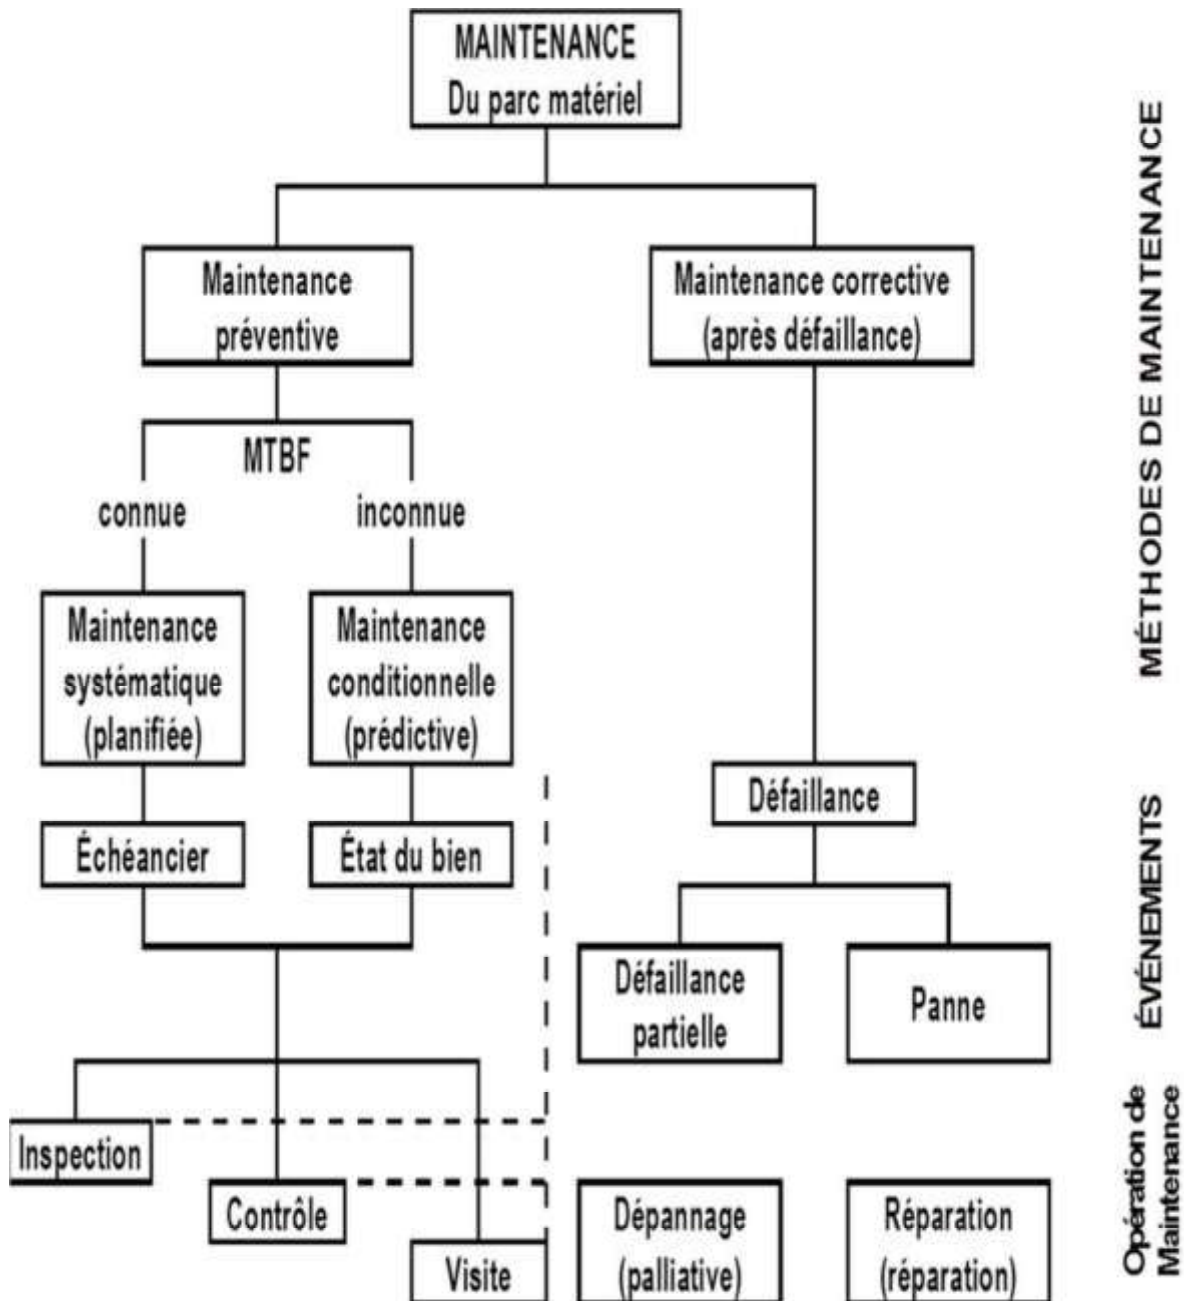 MAINTENANCE
Du parc matériel
Maintenance
préventive
Maintenance corrective
(après défaillance)
MTBF
connue
inconnue
Maintenance
systématique
(planifiée)
Maintenance
conditionnelle
(prédictive)
Défaillance
Échéancier
État du bien
Défaillance
partielle
Panne
Inspection
Contrôle
Visite
Dépannage
(palliative)
Réparation
(réparation)
MÉTHODES DE MAINTENANCE
ÉVÉNEMENTS
Opération de
Maintenance